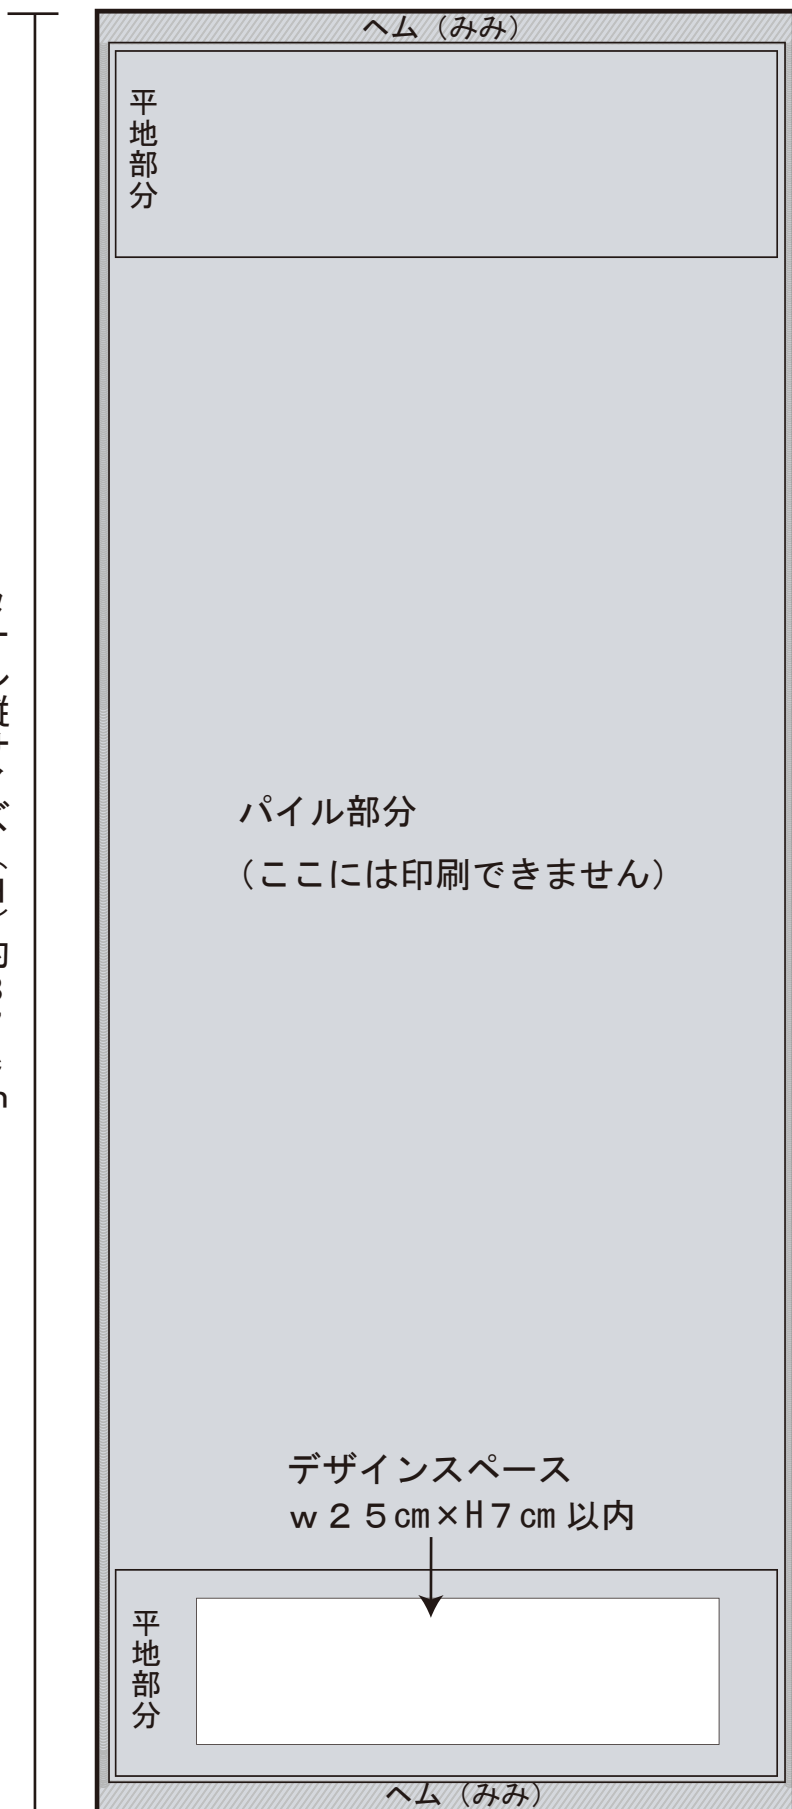 ヘム（みみ）
平地部分
パイル部分
（ここには印刷できません）
デザインスペース
ｗ２５㎝×H７㎝ 以内
平地部分
ヘム（みみ）